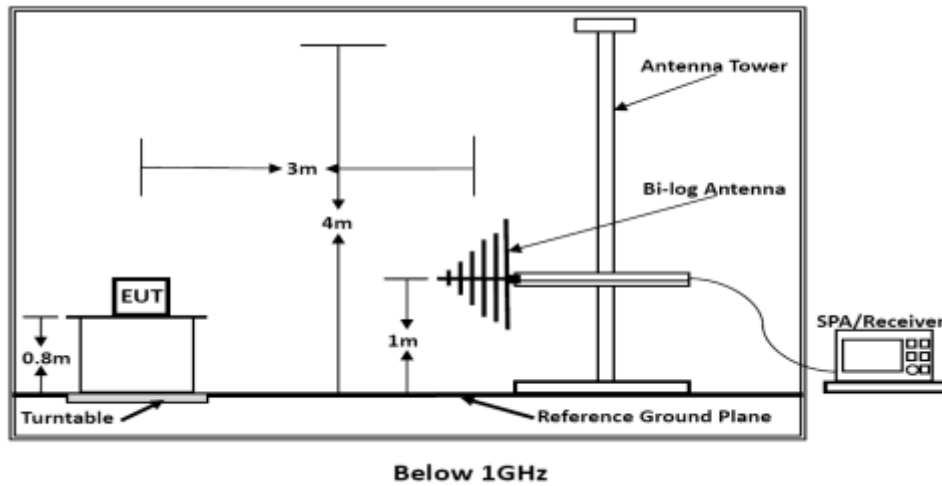 Antenna Tower
3m
Bi-log Antenna
4m
EUT
SPA/Receiver
0.8m
1m
Turntable
Reference Ground Plane
Below 1GHz